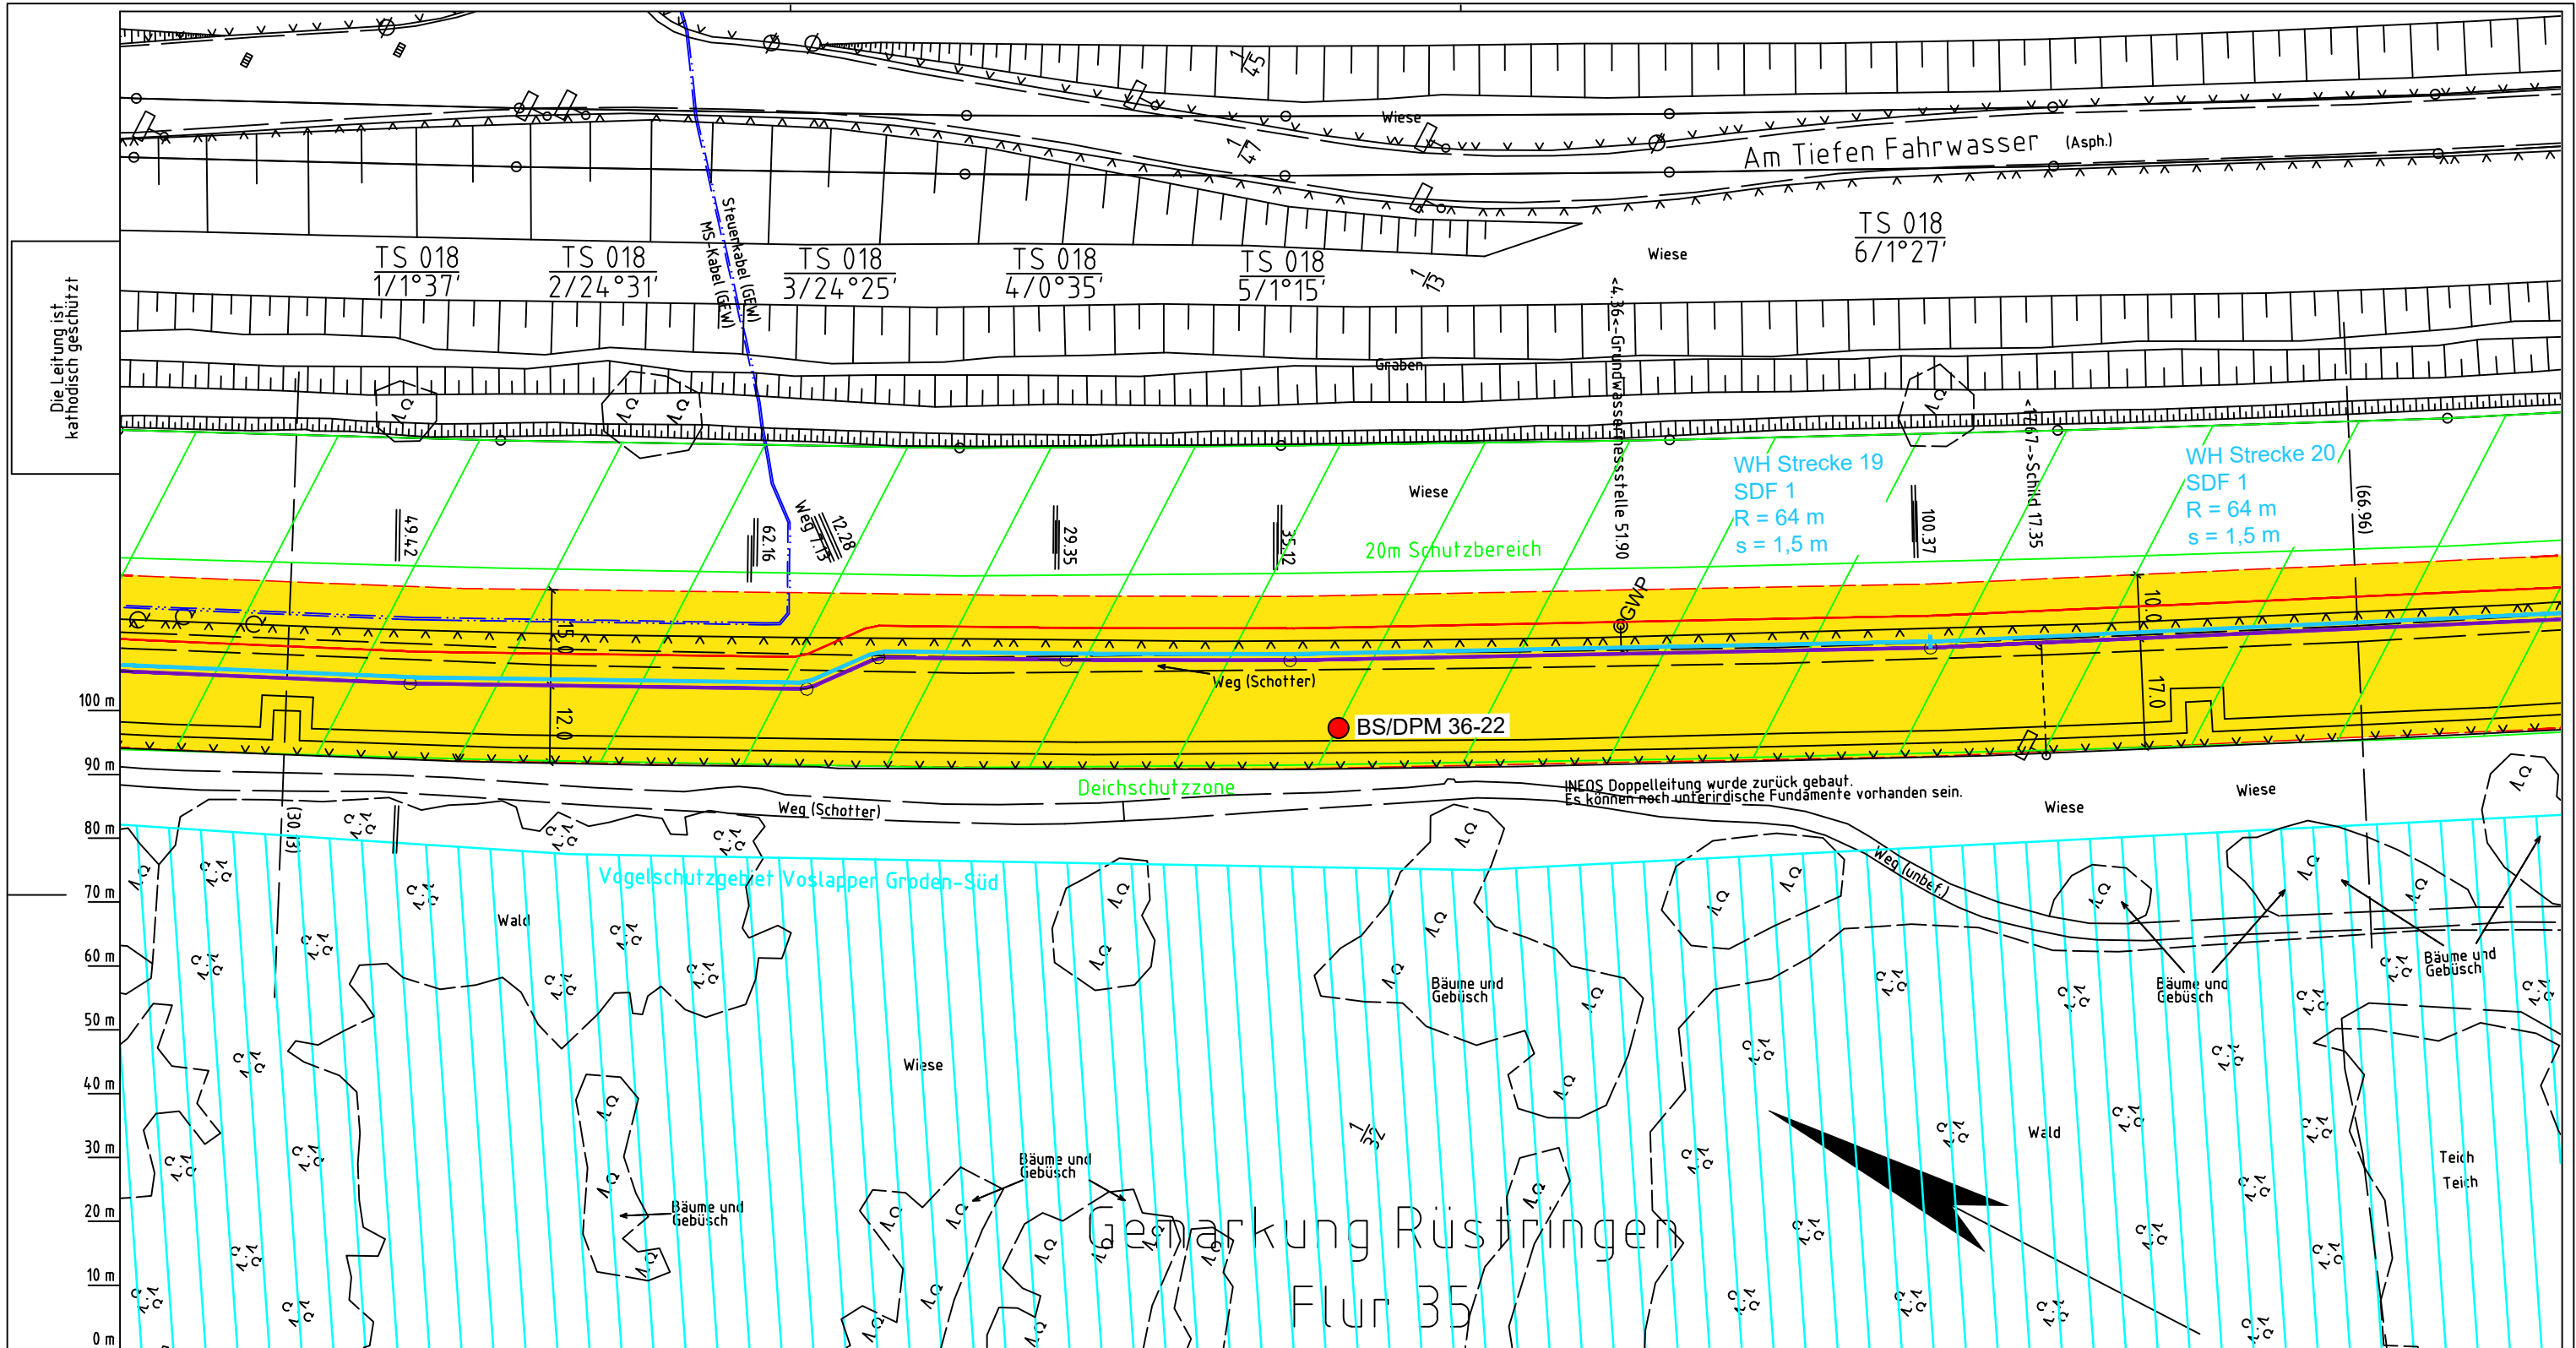 1/45
Wiese
1/47
Am Tiefen Fahrwasser (Asph.)
TS 018
1/1°37'
TS 018
2/24°31'
Steuerkabel (GEW)
MS-Kabel (GEW)
TS 018
3/24°25'
TS 018
4/0°35'
TS 018
5/1°15'
1/13
Wiese
TS 018
6/1°27'
Die Leitung ist
kathodisch geschützt
Graben
<4.36<-Grundwassermessstelle 51.90
<17.67->Schild 17.35
WH Strecke 19
SDF 1
R = 64 m
s = 1,5 m
WH Strecke 20
SDF 1
R = 64 m
s = 1,5 m
(66.96)
Wiese
49.42
62.16
Weg 7.13
12.28
29.35
35.12
100.37
20m Schutzbereich
GWP
15.0
10.0
Weg (Schotter)
12.0
17.0
BS/DPM 36-22
100 m
90 m
Deichschutzzone
INEOS Doppelleitung wurde zurück gebaut.
Es können noch unterirdische Fundamente vorhanden sein.
Weg (Schotter)
Wiese
Wiese
80 m
(30.13)
Weg (unbef.)
Vogelschutzgebiet Voslapper Groden-Süd
70 m
Wald
60 m
Bäume und
Gebüsch
Bäume und
Gebüsch
Bäume und
Gebüsch
50 m
Wiese
40 m
1/32
Wald
30 m
Bäume und
Gebüsch
Teich
Teich
20 m
Bäume und
Gebüsch
Gemarkung Rüstringen
10 m
Flur 35
0 m